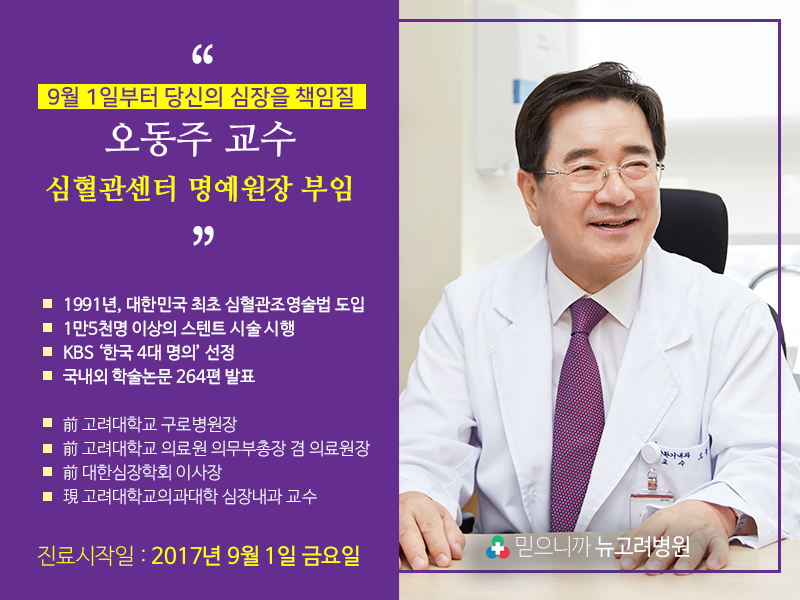 “
9월 1일부터 당신의 심장을 책임질
오동주 교수
심혈관센터 명예원장 부임
”
1991년, 대한민국 최초 심혈관조영술법 도입
1만5천명 이상의 스텐트 시술 시행
KBS ‘한국 4대 명의’ 선정
국내외 학술논문 264편 발표
前 고려대학교 구로병원장
前 고려대학교 의료원 의무부총장 겸 의료원장
前 대한심장학회 이사장
現 고려대학교의과대학 심장내과 교수
진료시작일 : 2017년 9월 1일 금요일
교 수
믿으니까 뉴고려병원